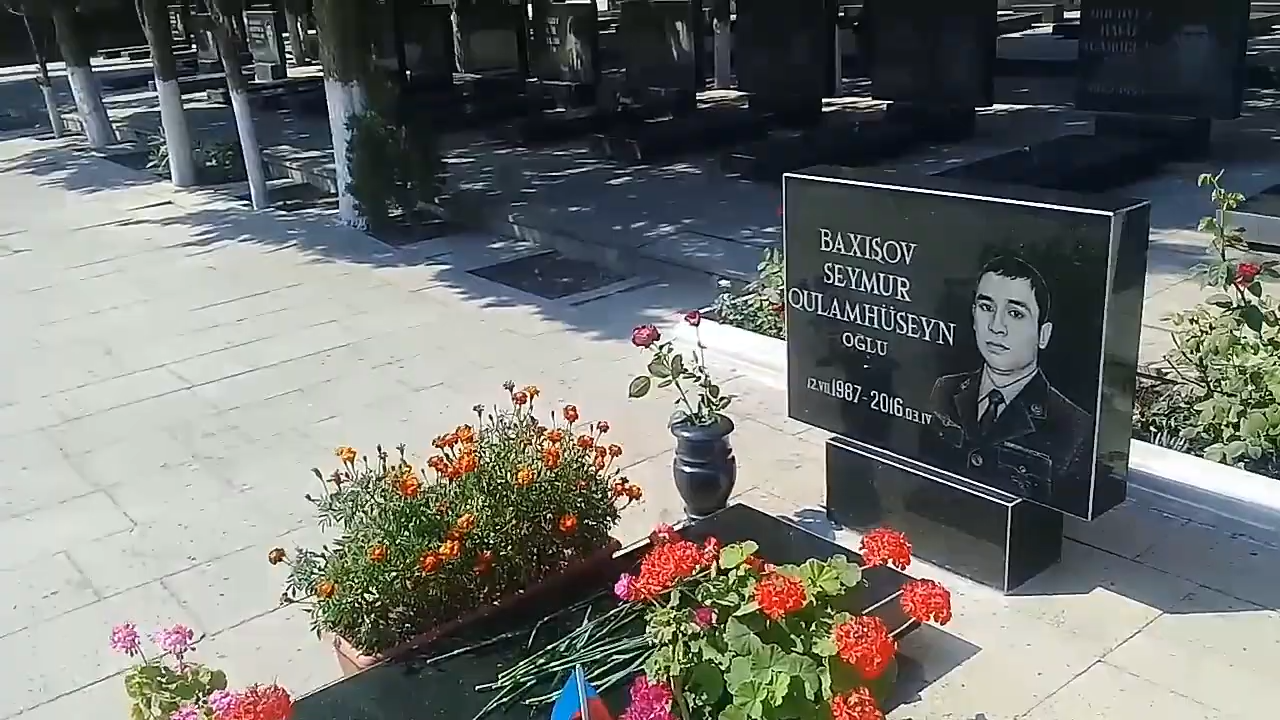 BAXIŞOV
SEYMUR
QULAMHÜSEYN
OĞLU
12.VII.1987-2016.03.IV